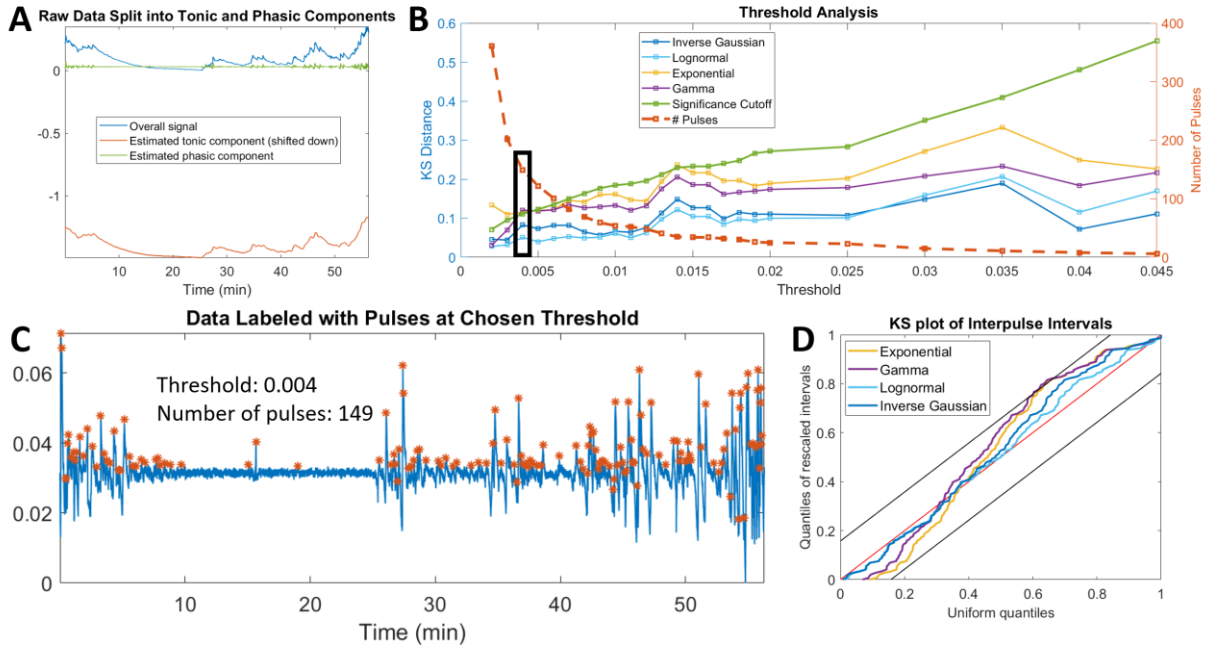 A
Raw Data Split into Tonic and Phasic Components
0
-0.5
-1
Overall signal
Estimated tonic component (shifted down)
Estimated phasic component
10 20 30 40 50
Time (min)
B
Threshold Analysis
KS Distance
0.6
0.5
0.4
0.3
0.2
0.1
0
Inverse Gaussian
Lognormal
Exponential
Gamma
Significance Cutoff
# Pulses
400
300
200
100
0
Number of Pulses
0 0.005 0.01 0.015 0.02 0.025 0.03 0.035 0.04 0.045
Threshold
C
Data Labeled with Pulses at Chosen Threshold
Threshold: 0.004
Number of pulses: 149
0.06
0.04
0.02
0
10 20 30 40 50
Time (min)
D
KS plot of Interpulse Intervals
Exponential
Gamma
Lognormal
Inverse Gaussian
Quantiles of rescaled intervals
1
0.8
0.6
0.4
0.2
0
0 0.2 0.4 0.6 0.8 1
Uniform quantiles